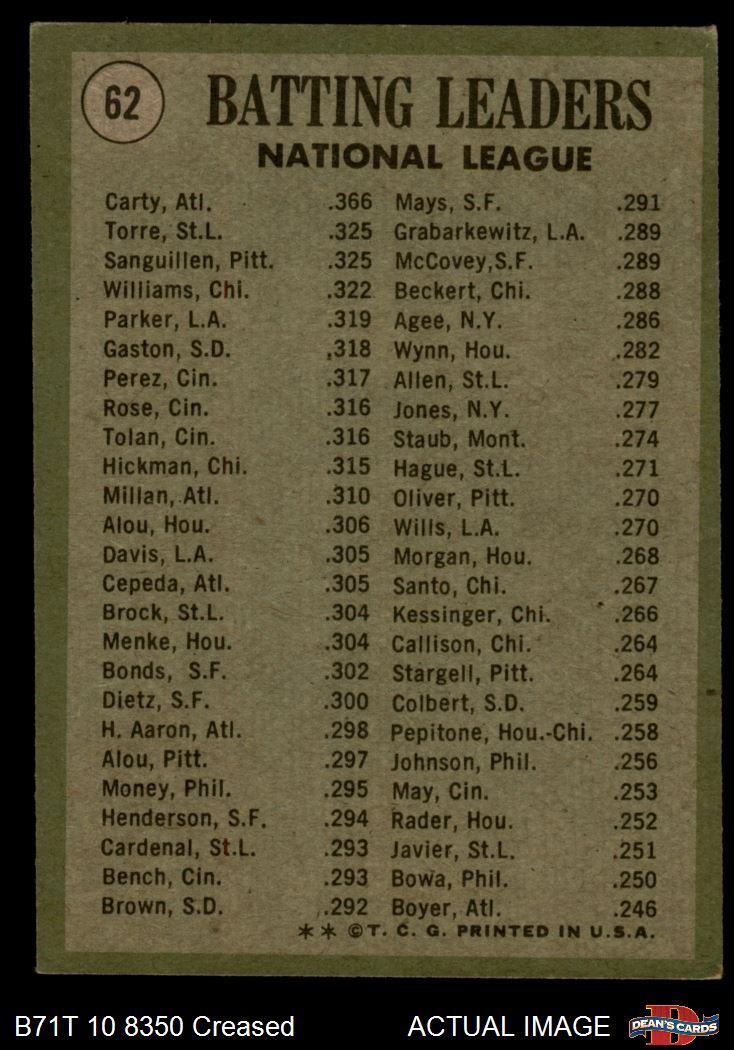 62
BATTING LEADERS
NATIONAL LEAGUE
Carty, Atl. .366
Torre, St.L. .325
Sanguillen, Pitt. .325
Williams, Chi. .322
Parker, L.A. .319
Gaston, S.D. .318
Perez, Cin. .317
Rose, Cin. .316
Tolan, Cin. .316
Hickman, Chi. .315
Millan, Atl. .310
Alou, Hou. .306
Davis, L.A. .305
Cepeda, Atl. .305
Brock, St.L. .304
Menke, Hou. .304
Bonds, S.F. .302
Dietz, S.F. .300
H. Aaron, Atl. .298
Alou, Pitt. .297
Money, Phil. .295
Henderson, S.F. .294
Cardenal, St.L. .293
Bench, Cin. .293
Brown, S.D. .292
Mays, S.F. .291
Grabarkewitz, L.A. .289
McCovey,S.F. .289
Beckert, Chi. .288
Agee, N.Y. .286
Wynn, Hou. .282
Allen, St.L. .279
Jones, N.Y. .277
Staub, Mont. .274
Hague, St.L. .271
Oliver, Pitt. .270
Wills, L.A. .270
Morgan, Hou. .268
Santo, Chi. .267
Kessinger, Chi. .266
Callison, Chi. .264
Stargell, Pitt. .264
Colbert, S.D. .259
Pepitone, Hou.-Chi. .258
Johnson, Phil. .256
May, Cin. .253
Rader, Hou. .252
Javier, St.L. .251
Bowa, Phil. .250
Boyer, Atl. .246
** ©T. C. G. PRINTED IN U.S.A.
B71T 10 8350 Creased
ACTUAL IMAGE
DEAN'S CARDS